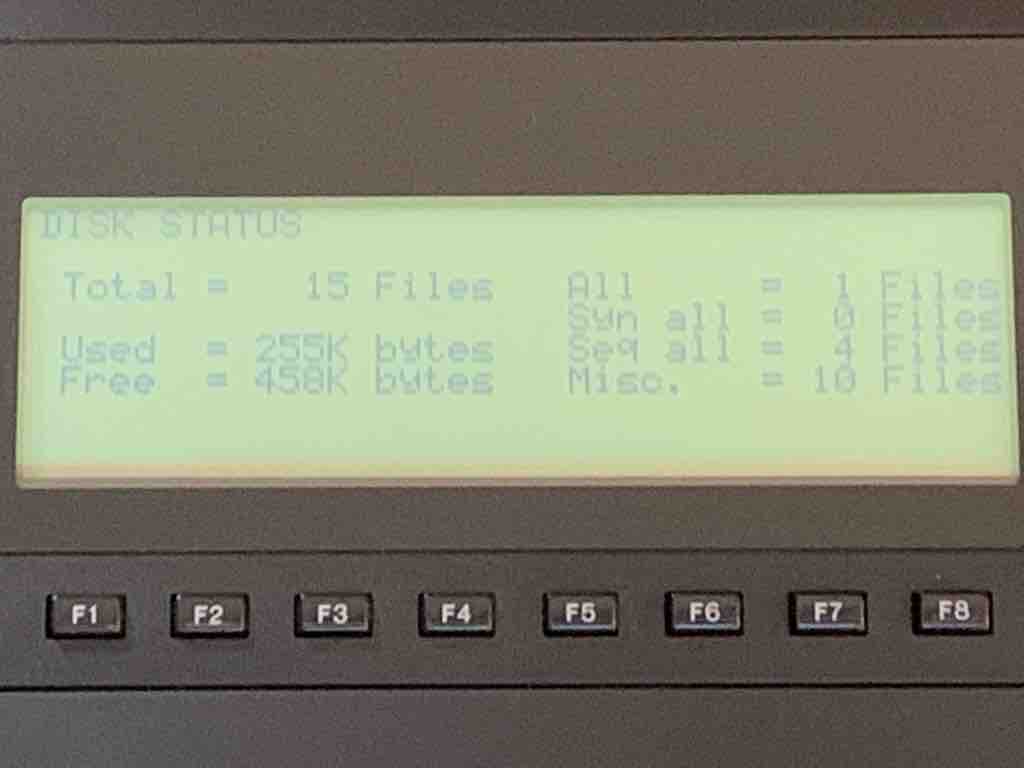 DISK STATUS
Total = 15 Files All = 1 Files
Syn all = 0 Files
Used = 255K bytes Seq all = 4 Files
Free = 458K bytes Misc. = 10 Files
F1 F2 F3 F4 F5 F6 F7 F8